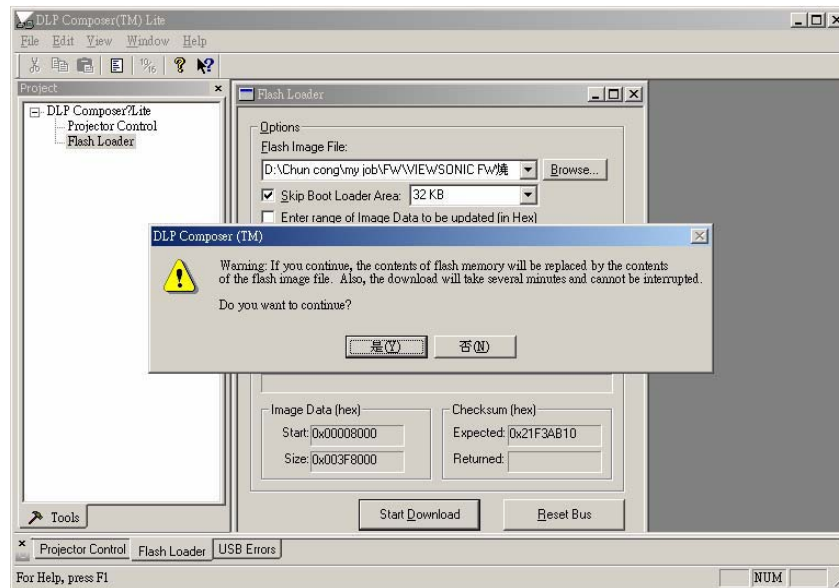 DLP Composer(TM) Lite
File Edit View Window Help
Project
DLP Composer?Lite
Projector Control
Flash Loader
Tools
Flash Loader
Options
Flash Image File:
D:\Chun cong\my job\FW\VIEWSONIC FW燒 Browse...
Skip Boot Loader Area: 32 KB
Enter range of Image Data to be updated (in Hex)
DLP Composer (TM)
Warning: If you continue, the contents of flash memory will be replaced by the contents
of the flash image file. Also, the download will take several minutes and cannot be interrupted.
Do you want to continue?
是(Y) 否(N)
Image Data (hex)
Start: 0x00008000
Size: 0x003F8000
Checksum (hex)
Expected: 0x21F3AB10
Returned:
Start Download Reset Bus
Projector Control Flash Loader USB Errors
For Help, press F1 NUM